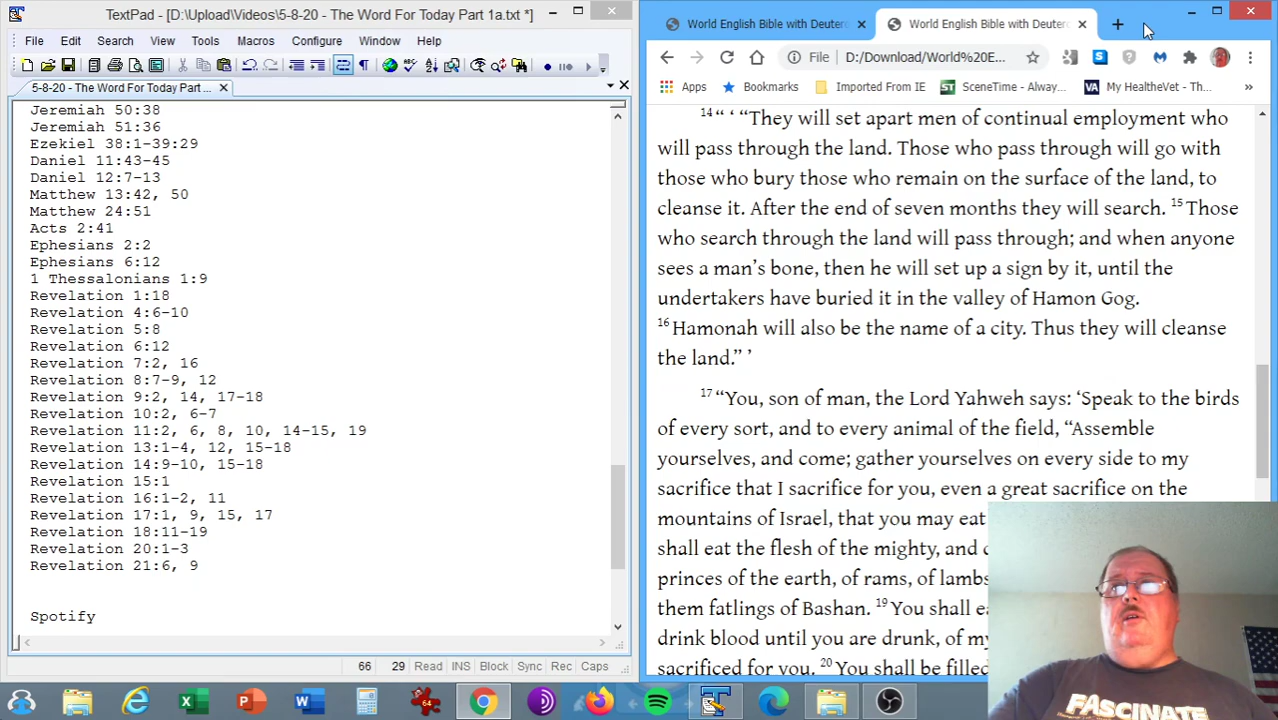 TextPad - [D:\Upload\Videos\5-8-20 - The Word For Today Part 1a.txt *]
File Edit Search View Tools Macros Configure Window Help
5-8-20 - The Word For Today Part ...
Jeremiah 50:38
Jeremiah 51:36
Ezekiel 38:1-39:29
Daniel 11:43-45
Daniel 12:7-13
Matthew 13:42, 50
Matthew 24:51
Acts 2:41
Ephesians 2:2
Ephesians 6:12
1 Thessalonians 1:9
Revelation 1:18
Revelation 4:6-10
Revelation 5:8
Revelation 6:12
Revelation 7:2, 16
Revelation 8:7-9, 12
Revelation 9:2, 14, 17-18
Revelation 10:2, 6-7
Revelation 11:2, 6, 8, 10, 14-15, 19
Revelation 13:1-4, 12, 15-18
Revelation 14:9-10, 15-18
Revelation 15:1
Revelation 16:1-2, 11
Revelation 17:1, 9, 15, 17
Revelation 18:11-19
Revelation 20:1-3
Revelation 21:6, 9
Spotify
66 29 Read INS Block Sync Rec Caps
World English Bible with Deutero World English Bible with Deutero
File D:/Download/World%20E...
Apps Bookmarks Imported From IE ST SceneTime - Alway... VA My HealtheVet - Th... »
14 “ ‘ “They will set apart men of continual employment who
will pass through the land. Those who pass through will go with
those who bury those who remain on the surface of the land, to
cleanse it. After the end of seven months they will search. 15 Those
who search through the land will pass through; and when anyone
sees a man’s bone, then he will set up a sign by it, until the
undertakers have buried it in the valley of Hamon Gog.
16 Hamonah will also be the name of a city. Thus they will cleanse
the land.” ’
17 “You, son of man, the Lord Yahweh says: ‘Speak to the birds
of every sort, and to every animal of the field, “Assemble
yourselves, and come; gather yourselves on every side to my
sacrifice that I sacrifice for you, even a great sacrifice on the
mountains of Israel, that you may eat
shall eat the flesh of the mighty, and
princes of the earth, of rams, of lambs
them fatlings of Bashan. 19 You shall ea
drink blood until you are drunk, of my
sacrificed for you. 20 You shall be filled
FASCINATE
64